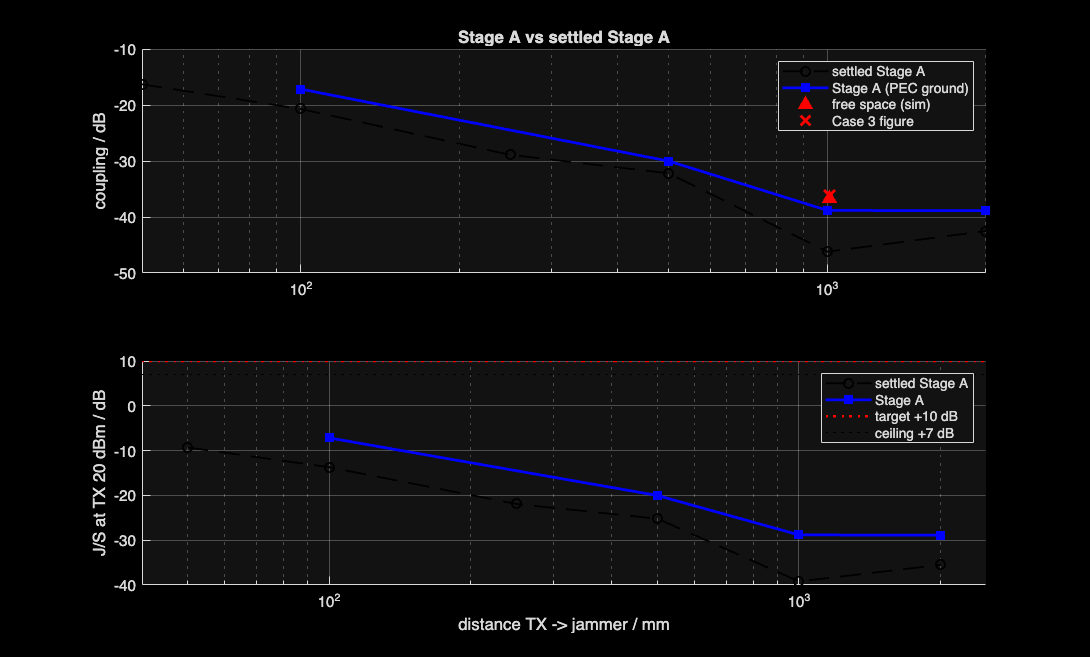 Stage A vs settled Stage A
-10
-20
-30
-40
-50
coupling / dB
settled Stage A
Stage A (PEC ground)
free space (sim)
Case 3 figure
10²
10³
10
0
-10
-20
-30
-40
J/S at TX 20 dBm / dB
settled Stage A
Stage A
target +10 dB
ceiling +7 dB
10²
10³
distance TX -> jammer / mm